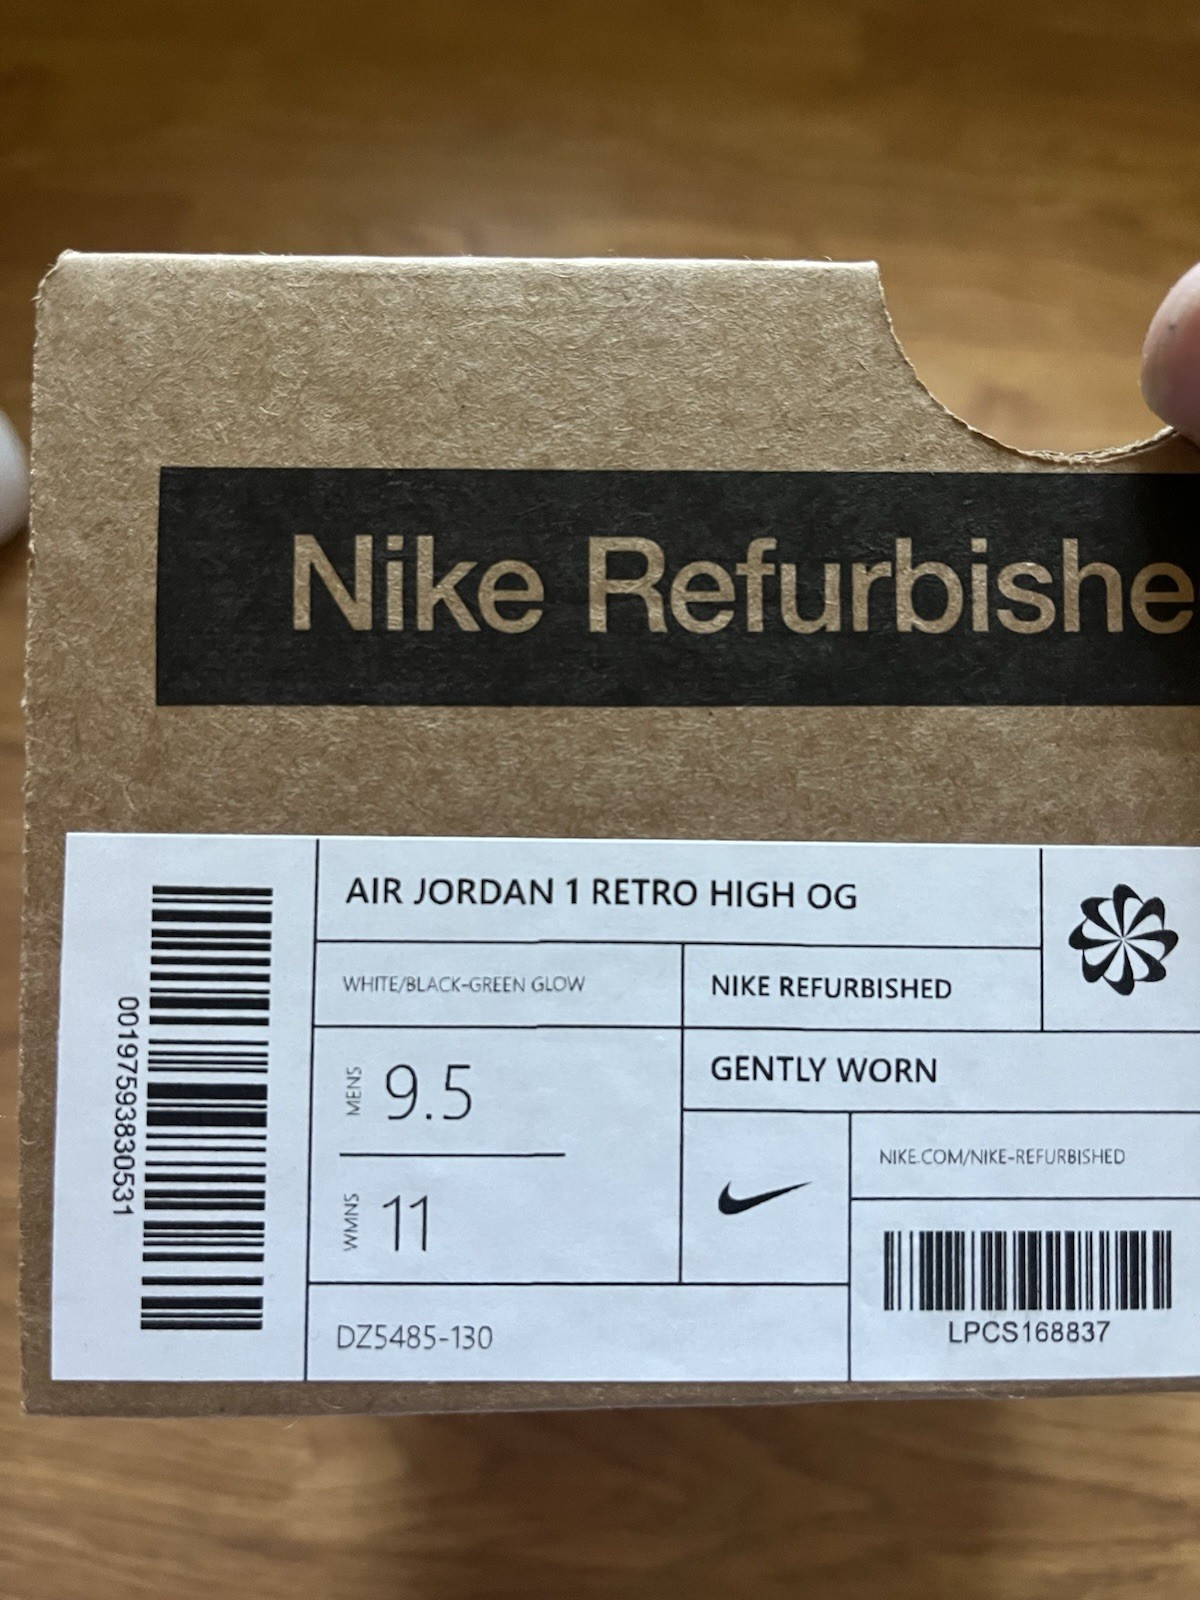 Nike Refurbishe
AIR JORDAN 1 RETRO HIGH OG
WHITE/BLACK-GREEN GLOW
NIKE REFURBISHED
GENTLY WORN
MENS 9.5
WMNS 11
NIKE.COM/NIKE-REFURBISHED
DZ5485-130
LPCS168837
00197593830531